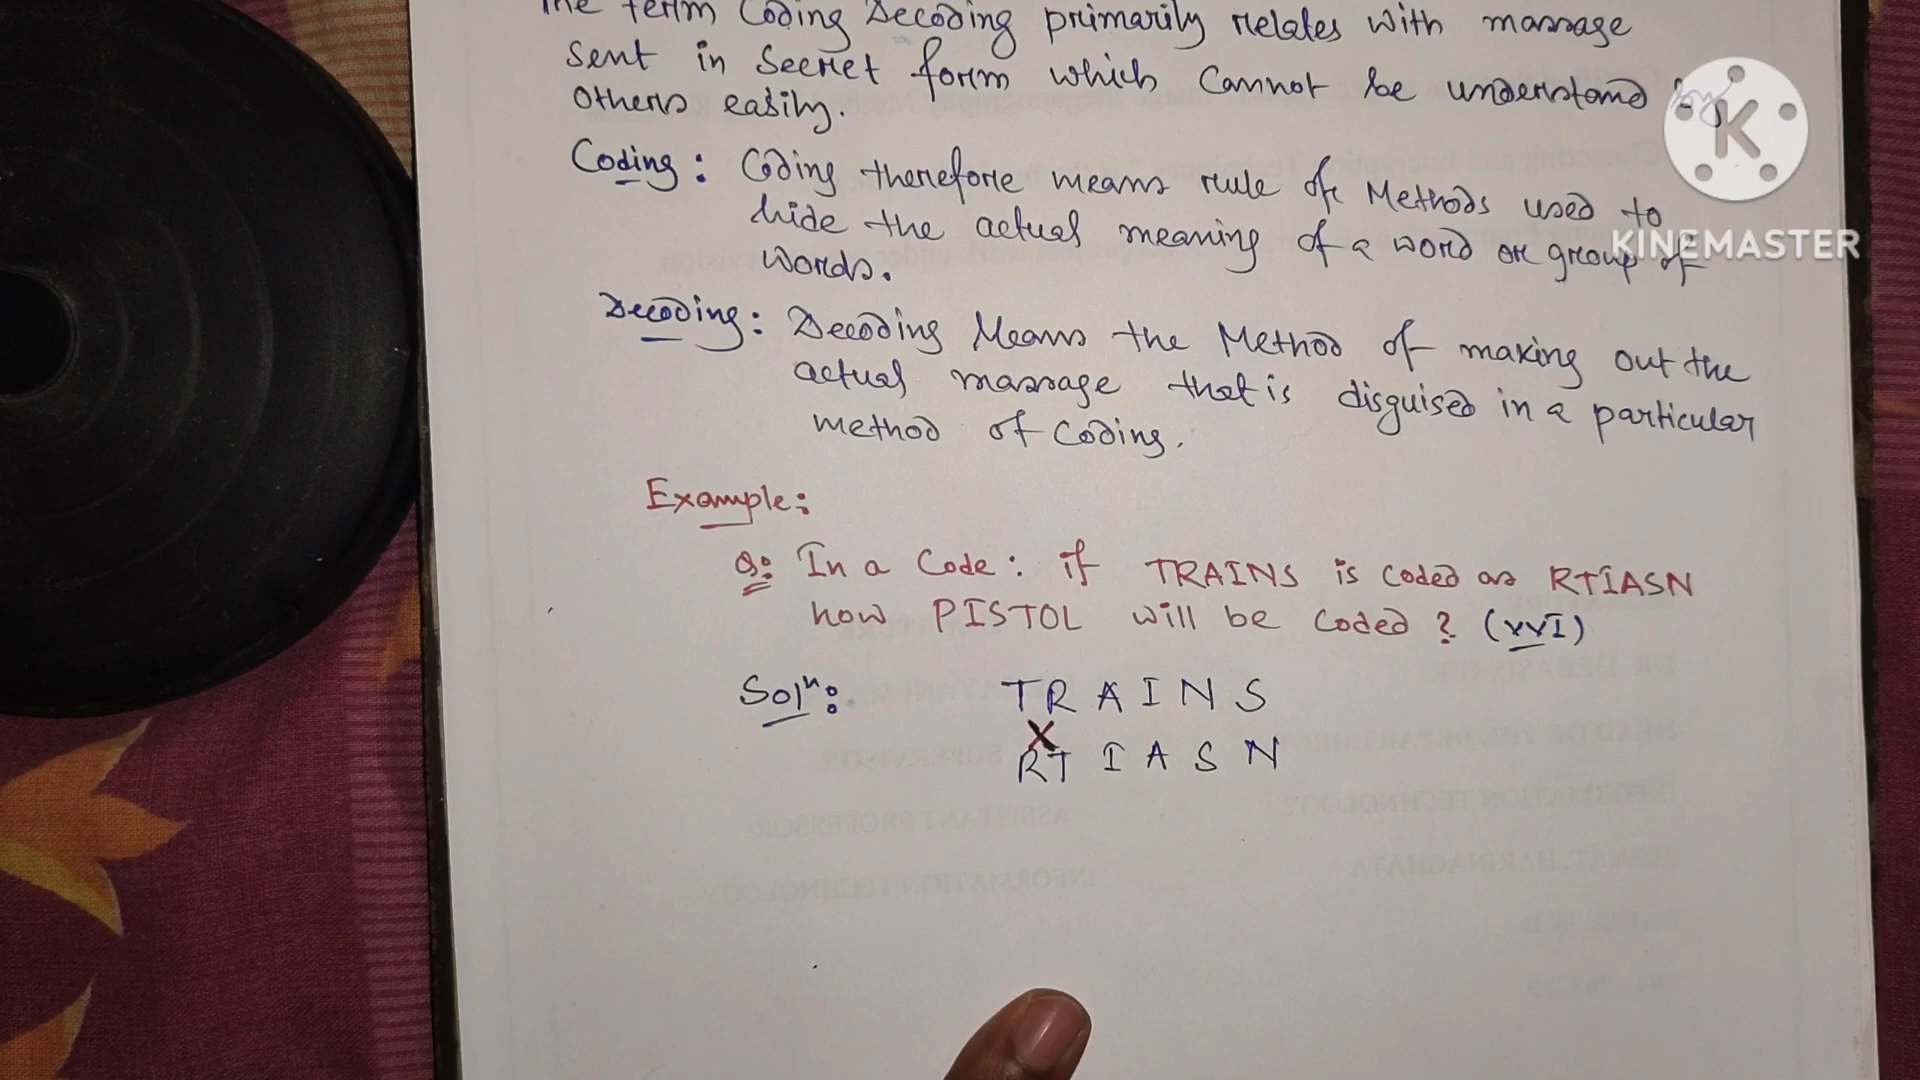 The term Coding Decoding primarily relates with massage
sent in Secret form which Cannot be understand by
Others easily.
Coding: Coding therefore means rule or Methods used to
hide the actual meaning of a word or group of
Words.
Decoding: Decoding Means the Method of making out the
actual massage that is disguised in a particular
method of Coding.
Example:
Q: In a Code: if TRAINS is Coded as RTIASN
how PISTOL will be Coded? (VVI)
Solⁿ:
T R A I N S
X
R T I A S N
K
KINEMASTER